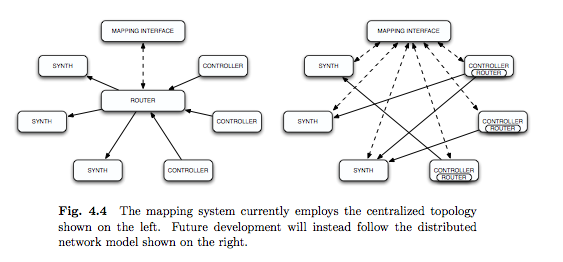 MAPPING INTERFACE
SYNTH
CONTROLLER
ROUTER
SYNTH
CONTROLLER
SYNTH
CONTROLLER
MAPPING INTERFACE
SYNTH
CONTROLLER
ROUTER
SYNTH
CONTROLLER
ROUTER
SYNTH
CONTROLLER
ROUTER
Fig. 4.4 The mapping system currently employs the centralized topology
shown on the left. Future development will instead follow the distributed
network model shown on the right.